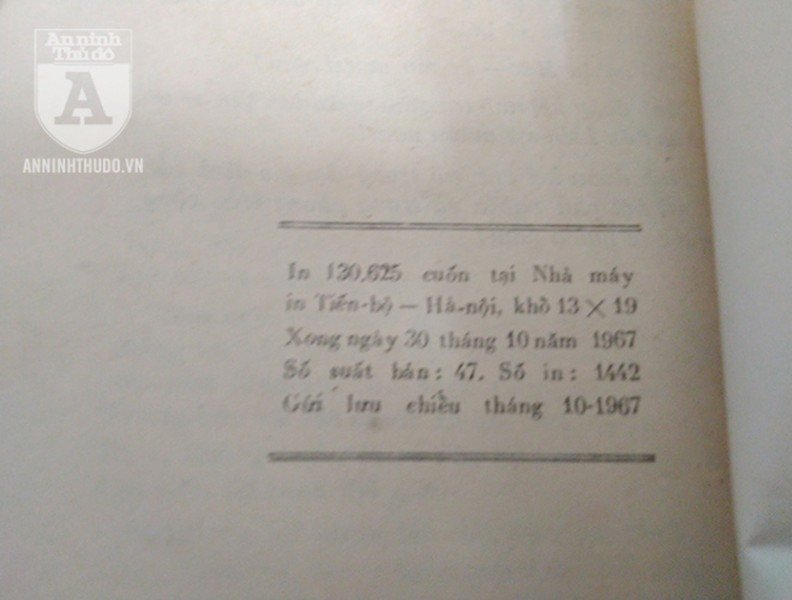 An ninh
Thủ đô
A
ANNINHTHUDO.VN
In 130.625 cuốn tại Nhà máy
in Tiến-bộ — Hà-nội, khổ 13 × 19
Xong ngày 30 tháng 10 năm 1967
Số suất bản: 47. Số in: 1442
Gửi lưu chiểu tháng 10-1967